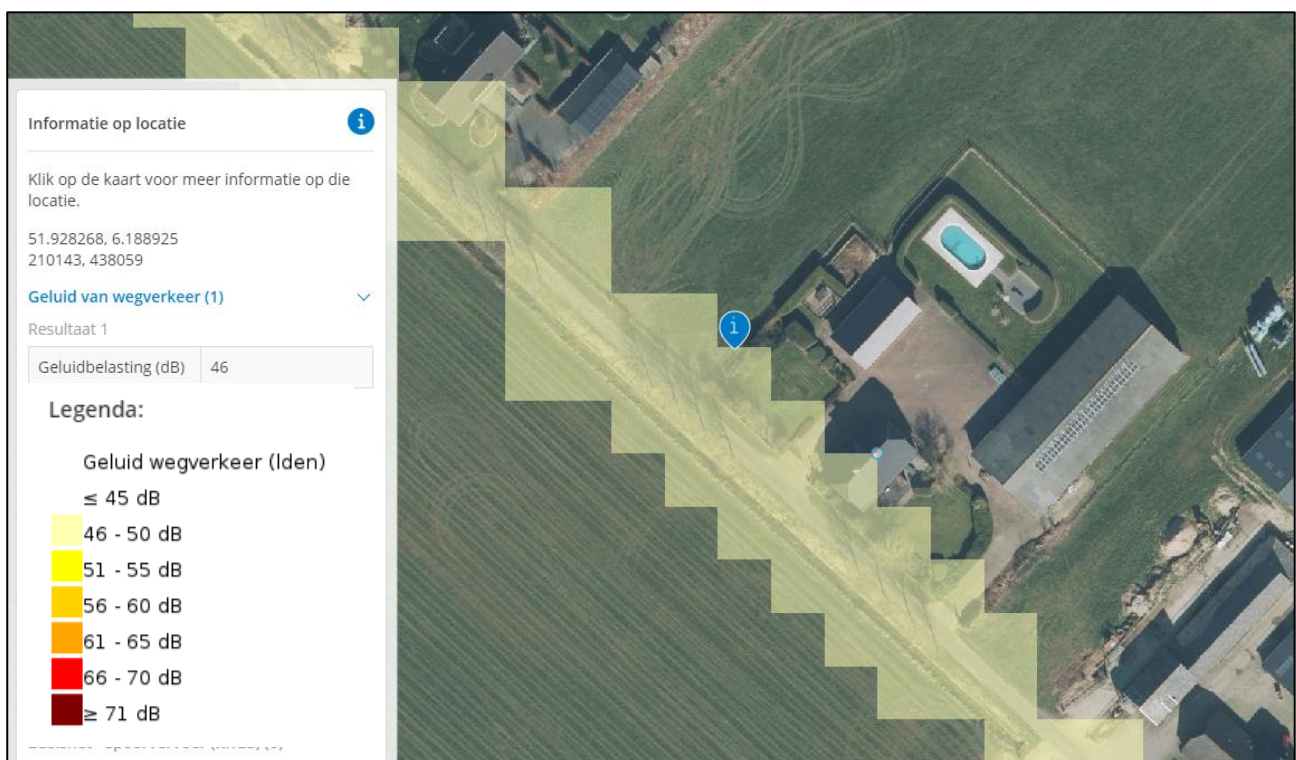 Informatie op locatie
i
Klik op de kaart voor meer informatie op die
locatie.
51.928268, 6.188925
210143, 438059
Geluid van wegverkeer (1)
Resultaat 1
Geluidbelasting (dB) 46
Legenda:
Geluid wegverkeer (lden)
≤ 45 dB
46 - 50 dB
51 - 55 dB
56 - 60 dB
61 - 65 dB
66 - 70 dB
≥ 71 dB
i